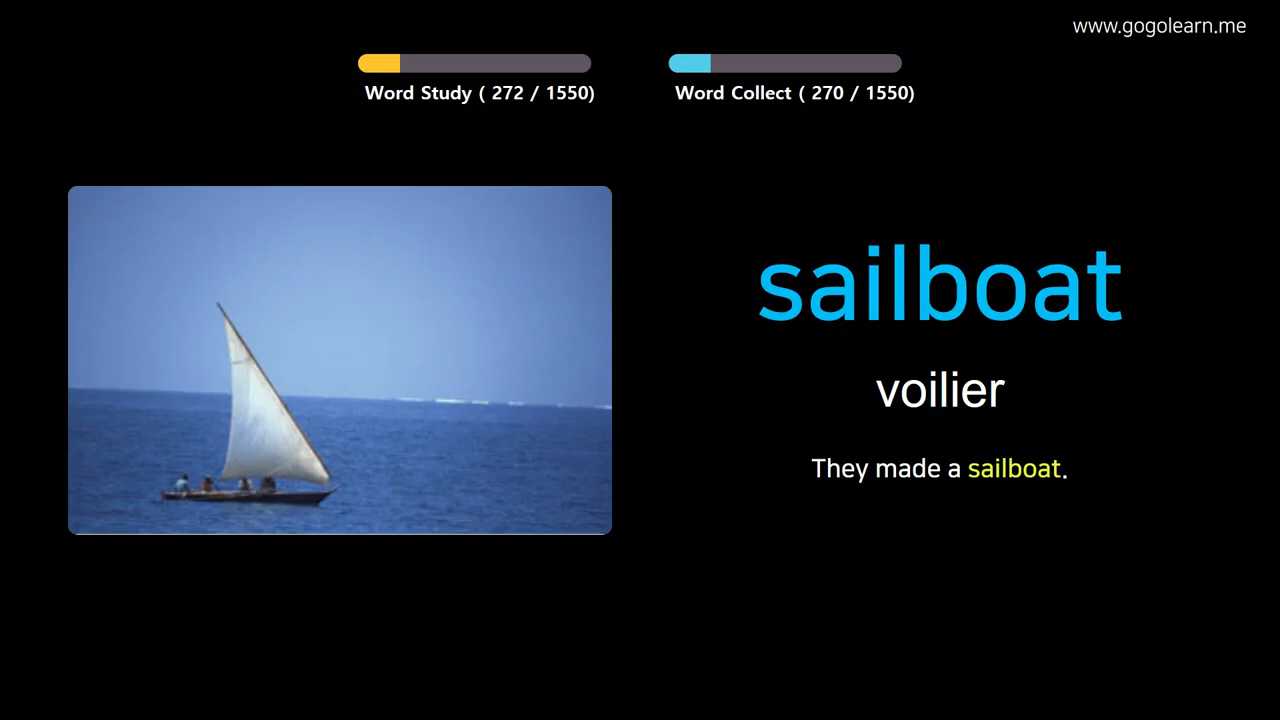 www.gogolearn.me
Word Study ( 272 / 1550)
Word Collect ( 270 / 1550)
sailboat
voilier
They made a sailboat.